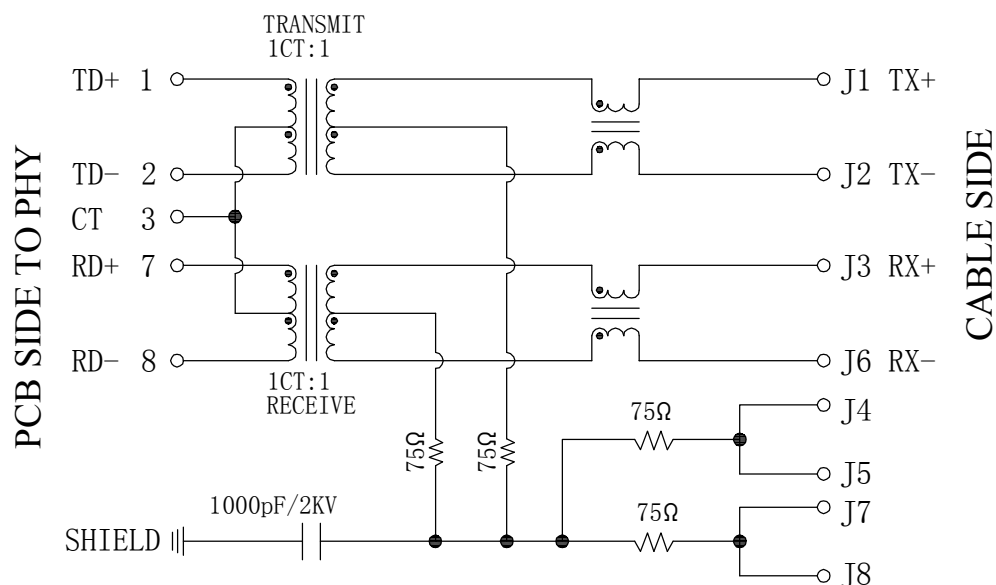 TRANSMIT
1CT:1
TD+ 1
J1 TX+
TD- 2
J2 TX-
CT 3
RD+ 7
J3 RX+
RD- 8
J6 RX-
1CT:1
RECEIVE
PCB SIDE TO PHY
CABLE SIDE
75Ω
J4
75Ω
75Ω
J5
1000pF/2KV
75Ω
J7
SHIELD
J8